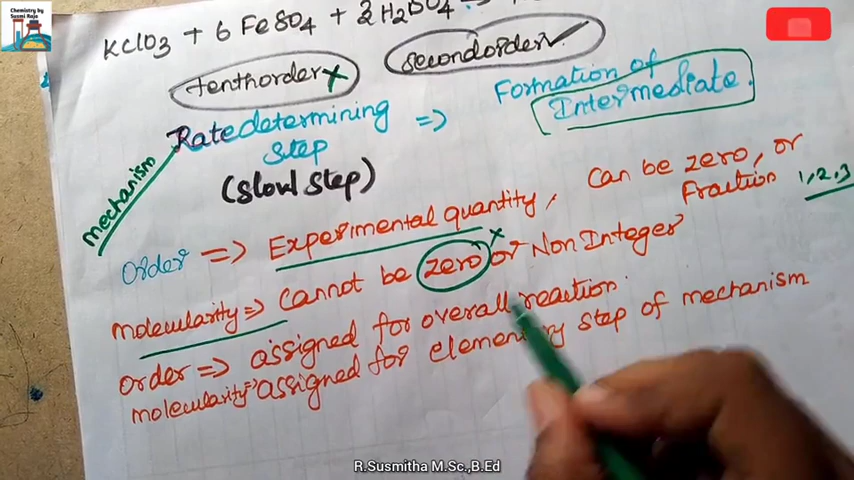 Chemistry by
Susmi Raja
KClO3 + 6 FeSO4 + 3 H2SO4
tenthorder x
secondorder
Ratedetermining step
(slow step)
=>
Formation of
Intermediate.
mechanism
order => Experimental quantity, can be zero, or Fraction 1,2,3
molecularity => cannot be zero x or Non Integer
order => assigned for overall reaction
molecularity => assigned for elementary step of mechanism
R.Susmitha M.Sc.,B.Ed